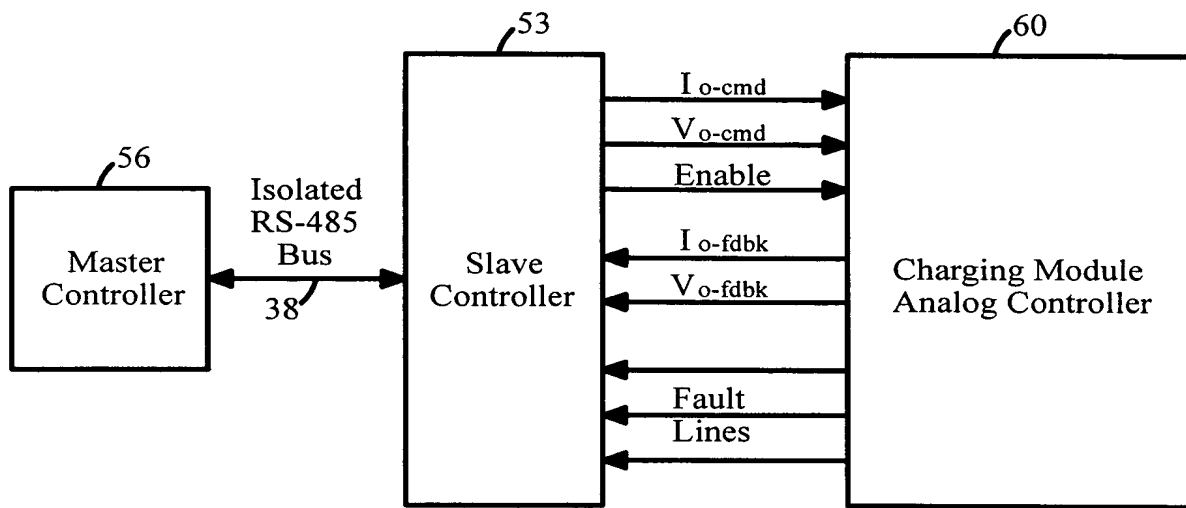 53
60
I o-cmd
V o-cmd
56
Isolated
RS-485
Bus
Enable
Master
Controller
38
Slave
Controller
I o-fdbk
V o-fdbk
Charging Module
Analog Controller
Fault
Lines